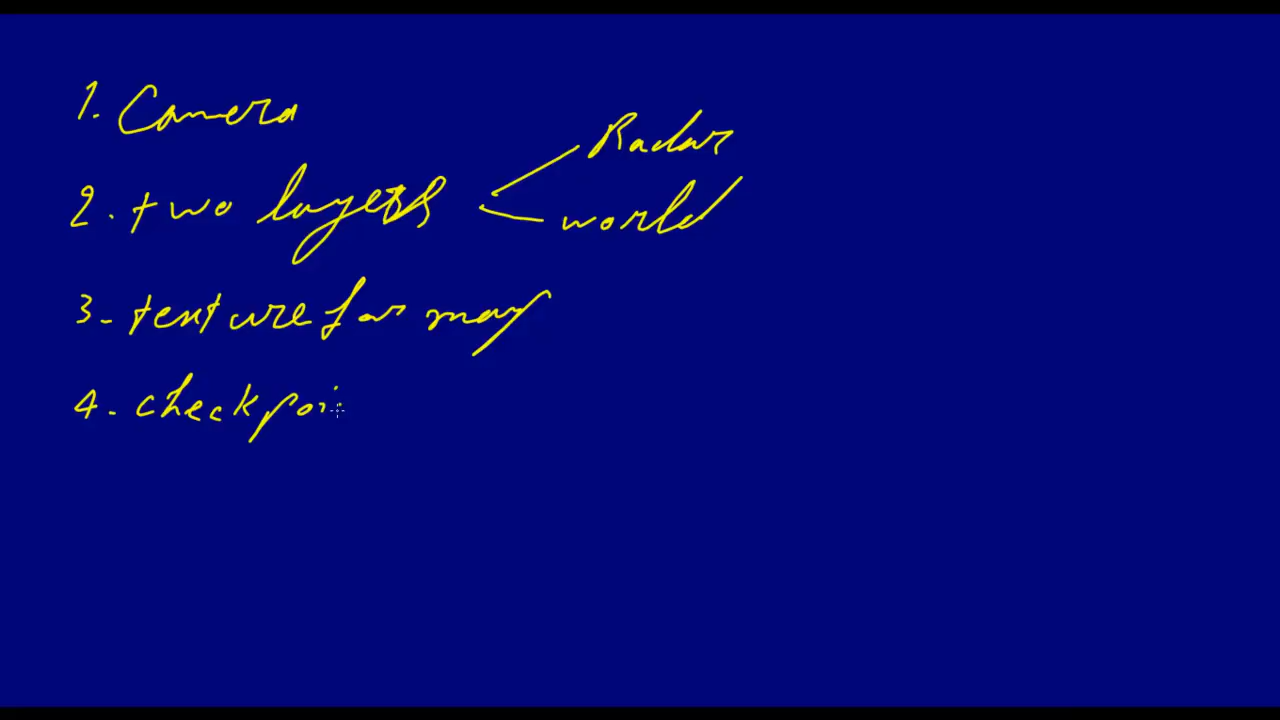 1. Camera
2. two layers Radar
world
3- texture for map
4- checkpoi